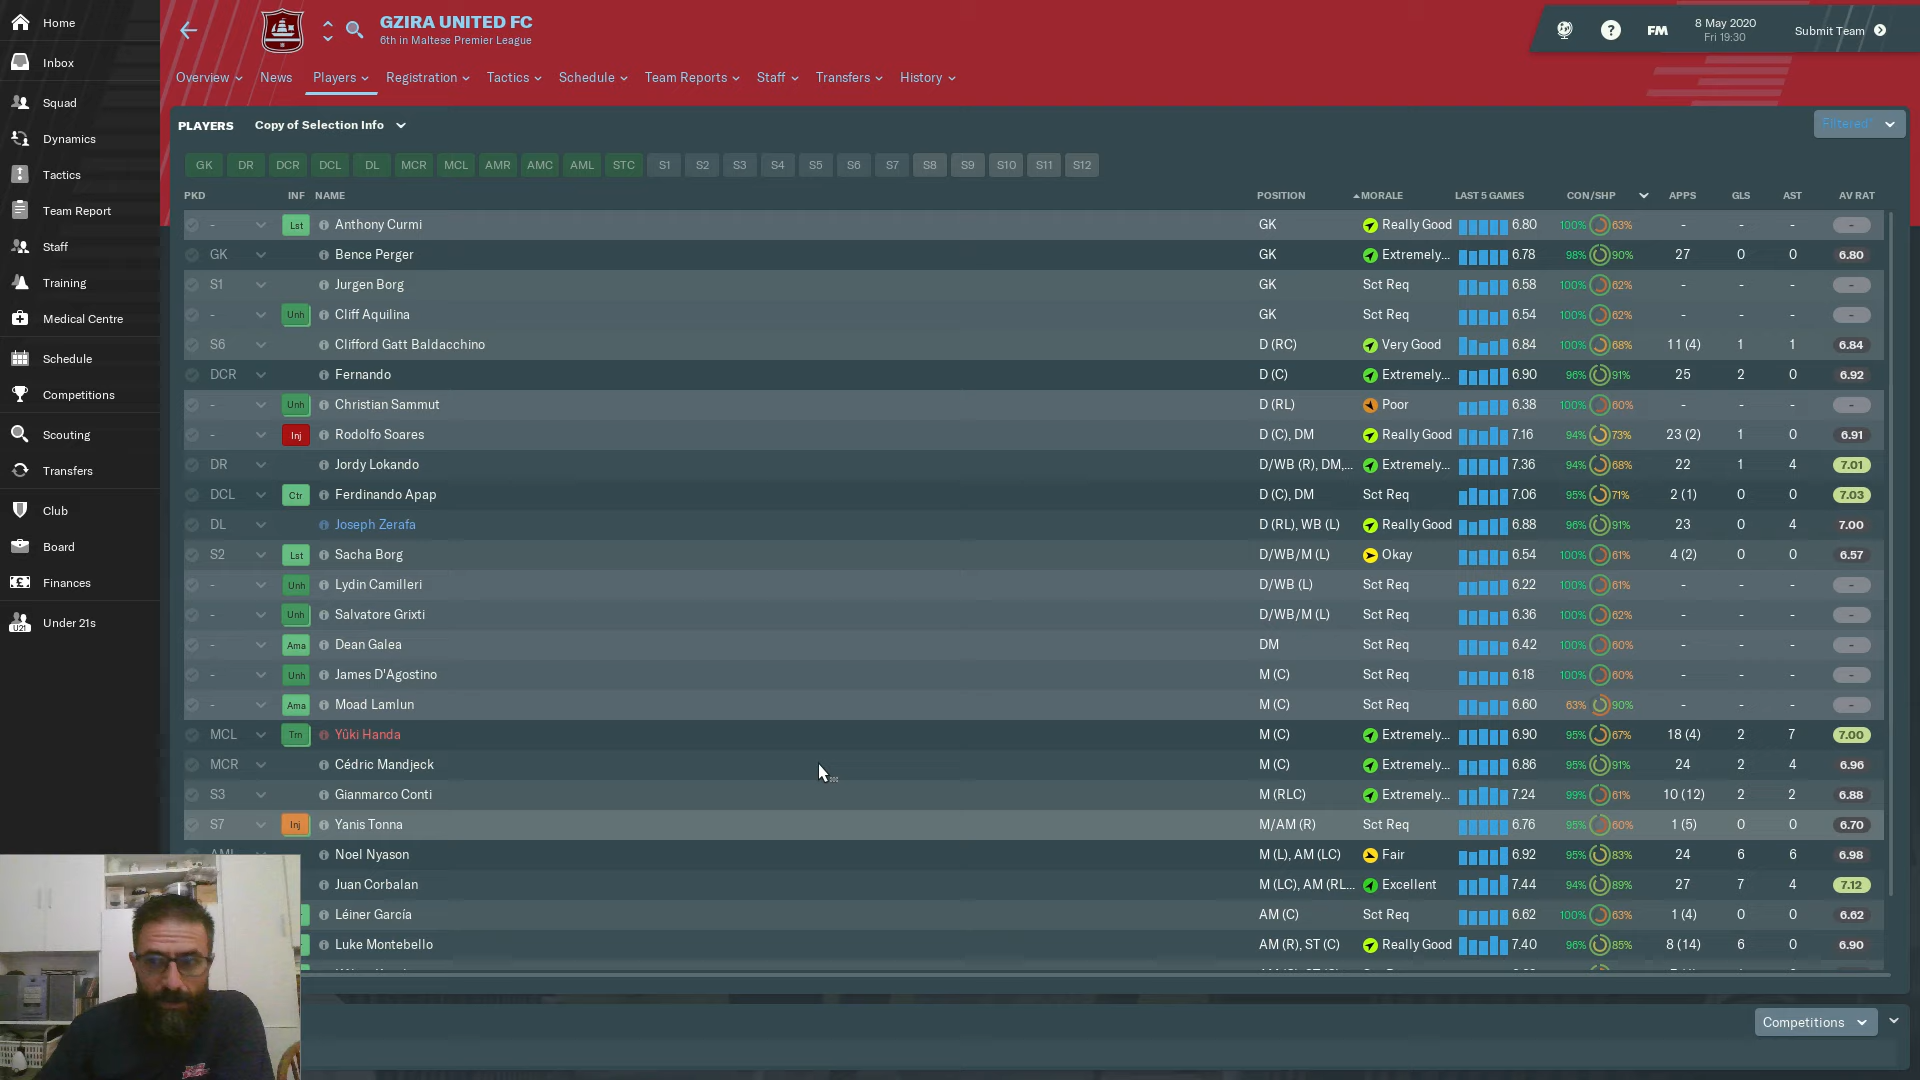 Home
Inbox
Squad
Dynamics
Tactics
Team Report
Staff
Training
Medical Centre
Schedule
Competitions
Scouting
Transfers
Club
Board
Finances
U21 Under 21s
GZIRA UNITED FC
6th in Maltese Premier League
? FM 8 May 2020 Submit Team
Fri 19:30
Overview News Players Registration Tactics Schedule Team Reports Staff Transfers History
PLAYERS Copy of Selection Info Filtered*
GK DR DCR DCL DL MCR MCL AMR AMC AML STC S1 S2 S3 S4 S5 S6 S7 S8 S9 S10 S11 S12
PKD INF NAME POSITION MORALE LAST 5 GAMES CON/SHP APPS GLS AST AV RAT
- Lst Anthony Curmi GK Really Good 6.80 100% 63% - - - -
GK Bence Perger GK Extremely... 6.78 98% 90% 27 0 0 6.80
S1 Jurgen Borg GK Sct Req 6.58 100% 62% - - - -
- Unh Cliff Aquilina GK Sct Req 6.54 100% 62% - - - -
S6 Clifford Gatt Baldacchino D (RC) Very Good 6.84 100% 68% 11 (4) 1 1 6.84
DCR Fernando D (C) Extremely... 6.90 96% 91% 25 2 0 6.92
- Unh Christian Sammut D (RL) Poor 6.38 100% 60% - - - -
- Inj Rodolfo Soares D (C), DM Really Good 7.16 94% 73% 23 (2) 1 0 6.91
DR Jordy Lokando D/WB (R), DM,... Extremely... 7.36 94% 68% 22 1 4 7.01
DCL Ctr Ferdinando Apap D (C), DM Sct Req 7.06 95% 71% 2 (1) 0 0 7.03
DL Joseph Zerafa D (RL), WB (L) Really Good 6.88 96% 91% 23 0 4 7.00
S2 Lst Sacha Borg D/WB/M (L) Okay 6.54 100% 61% 4 (2) 0 0 6.57
- Unh Lydin Camilleri D/WB (L) Sct Req 6.22 100% 61% - - - -
- Unh Salvatore Grixti D/WB/M (L) Sct Req 6.36 100% 62% - - - -
- Ama Dean Galea DM Sct Req 6.42 100% 60% - - - -
- Unh James D'Agostino M (C) Sct Req 6.18 100% 60% - - - -
- Ama Moad Lamlun M (C) Sct Req 6.60 63% 90% - - - -
MCL Trn Yūki Handa M (C) Extremely... 6.90 95% 67% 18 (4) 2 7 7.00
MCR Cédric Mandjeck M (C) Extremely... 6.86 95% 91% 24 2 4 6.96
S3 Gianmarco Conti M (RLC) Extremely... 7.24 99% 61% 10 (12) 2 2 6.88
S7 Inj Yanis Tonna M/AM (R) Sct Req 6.76 95% 60% 1 (5) 0 0 6.70
Noel Nyason M (L), AM (LC) Fair 6.92 95% 83% 24 6 6 6.98
Juan Corbalan M (LC), AM (RL... Excellent 7.44 94% 89% 27 7 4 7.12
Léiner García AM (C) Sct Req 6.62 100% 63% 1 (4) 0 0 6.62
Luke Montebello AM (R), ST (C) Really Good 7.40 96% 85% 8 (14) 6 0 6.90
Competitions